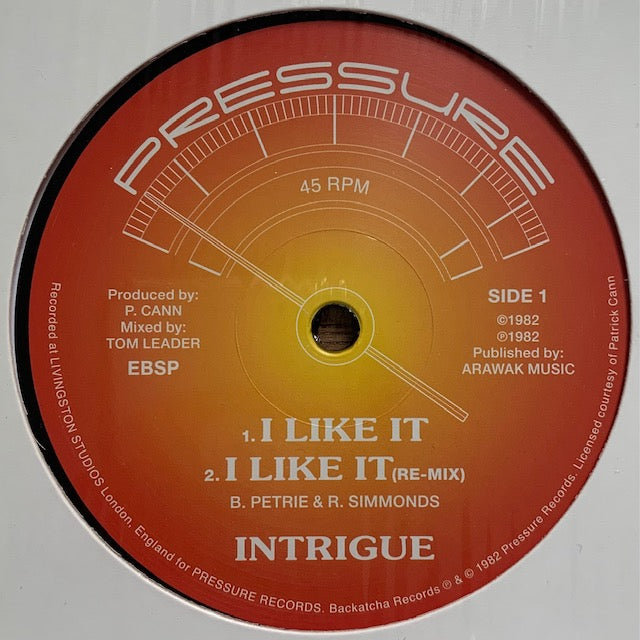 PRESSURE
45 RPM
Produced by:
P. CANN
Mixed by:
TOM LEADER
EBSP
SIDE 1
©1982
℗1982
Published by:
ARAWAK MUSIC
1. I LIKE IT
2. I LIKE IT (RE-MIX)
B. PETRIE & R. SIMMONDS
INTRIGUE
Recorded at LIVINGSTON STUDIOS London, England for PRESSURE RECORDS. Backatcha Records ℗ & © 1982 Pressure Records. Licensed courtesy of Patrick Cann